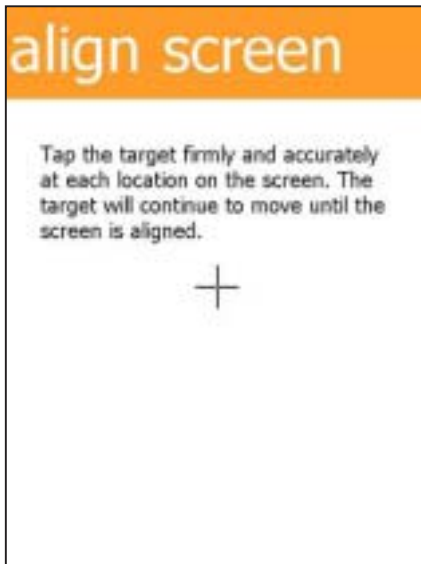 align screen
Tap the target firmly and accurately
at each location on the screen. The
target will continue to move until the
screen is aligned.